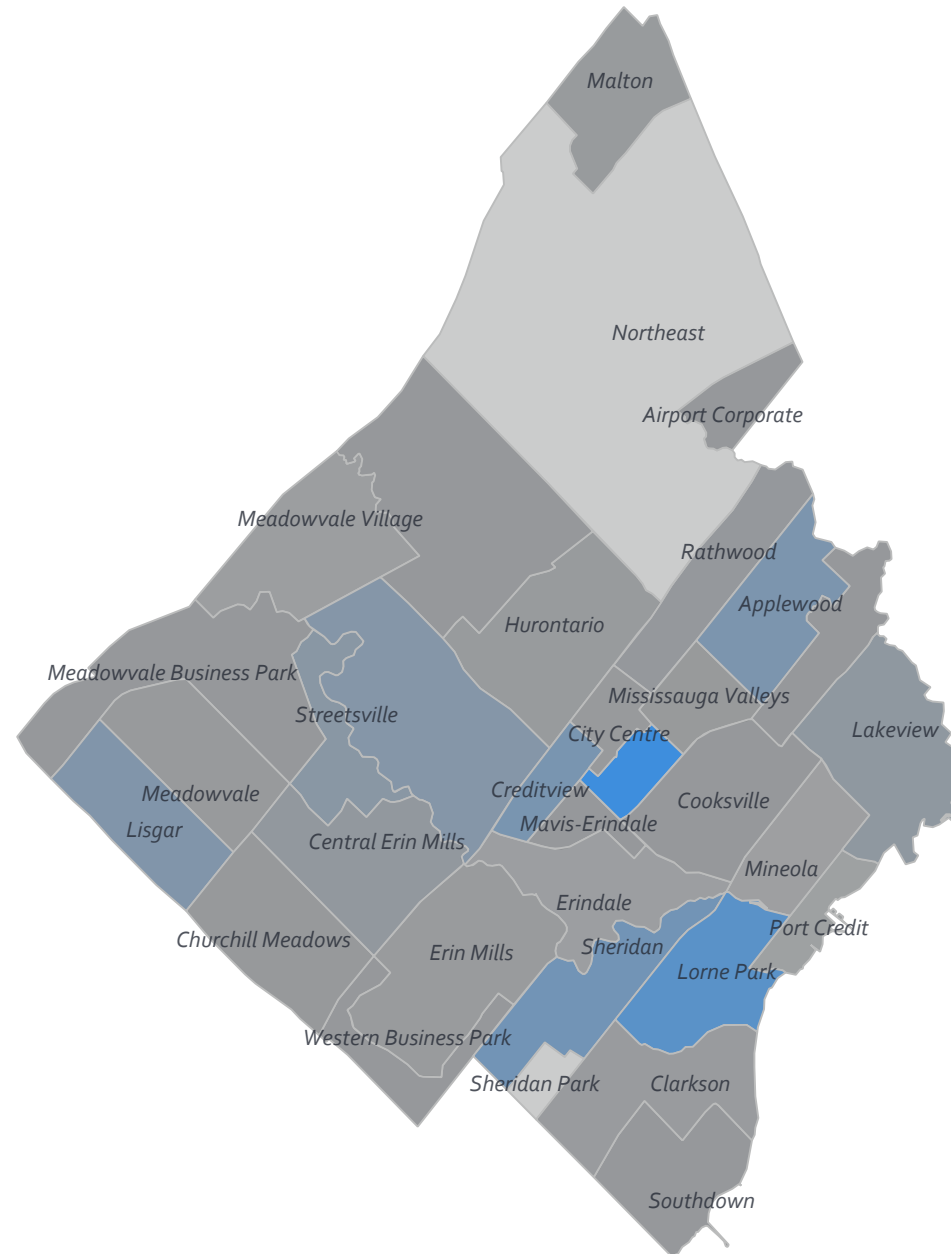 Malton
Northeast
Airport Corporate
Meadowvale Village
Rathwood
Applewood
Hurontario
Meadowvale Business Park
Mississauga Valleys
Streetsville
City Centre
Lakeview
Creditview
Meadowvale
Cooksville
Mavis-Erindale
Lisgar
Central Erin Mills
Mineola
Erindale
Port Credit
Churchill Meadows
Sheridan
Erin Mills
Lorne Park
Western Business Park
Sheridan Park
Clarkson
Southdown